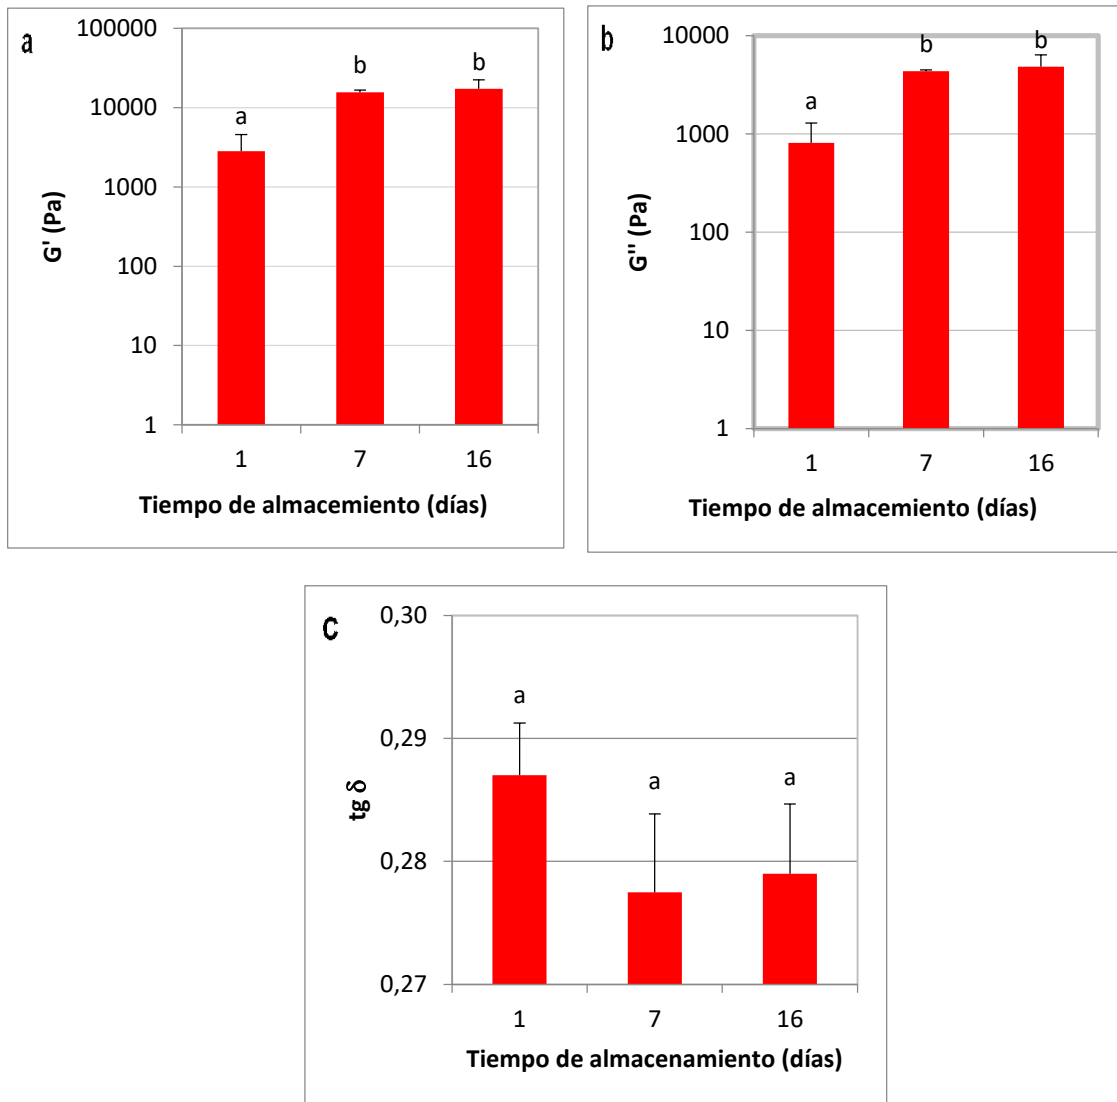 a
100000
10000
1000
100
10
1
G' (Pa)
a
b
b
1
7
16
Tiempo de almacemiento (días)
b
10000
1000
100
10
1
G'' (Pa)
a
b
b
1
7
16
Tiempo de almacemiento (días)
c
0,30
0,29
0,28
0,27
tg δ
a
a
a
1
7
16
Tiempo de almacenamiento (días)